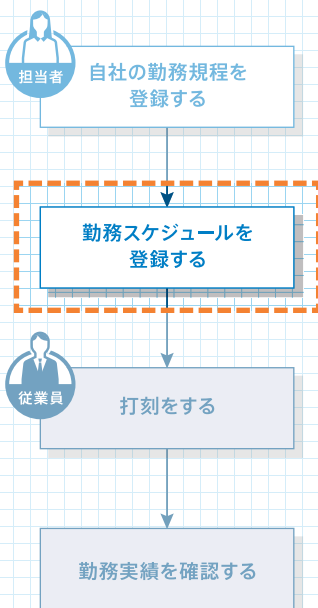 担当者
自社の勤務規程を
登録する
勤務スケジュールを
登録する
従業員
打刻をする
勤務実績を確認する